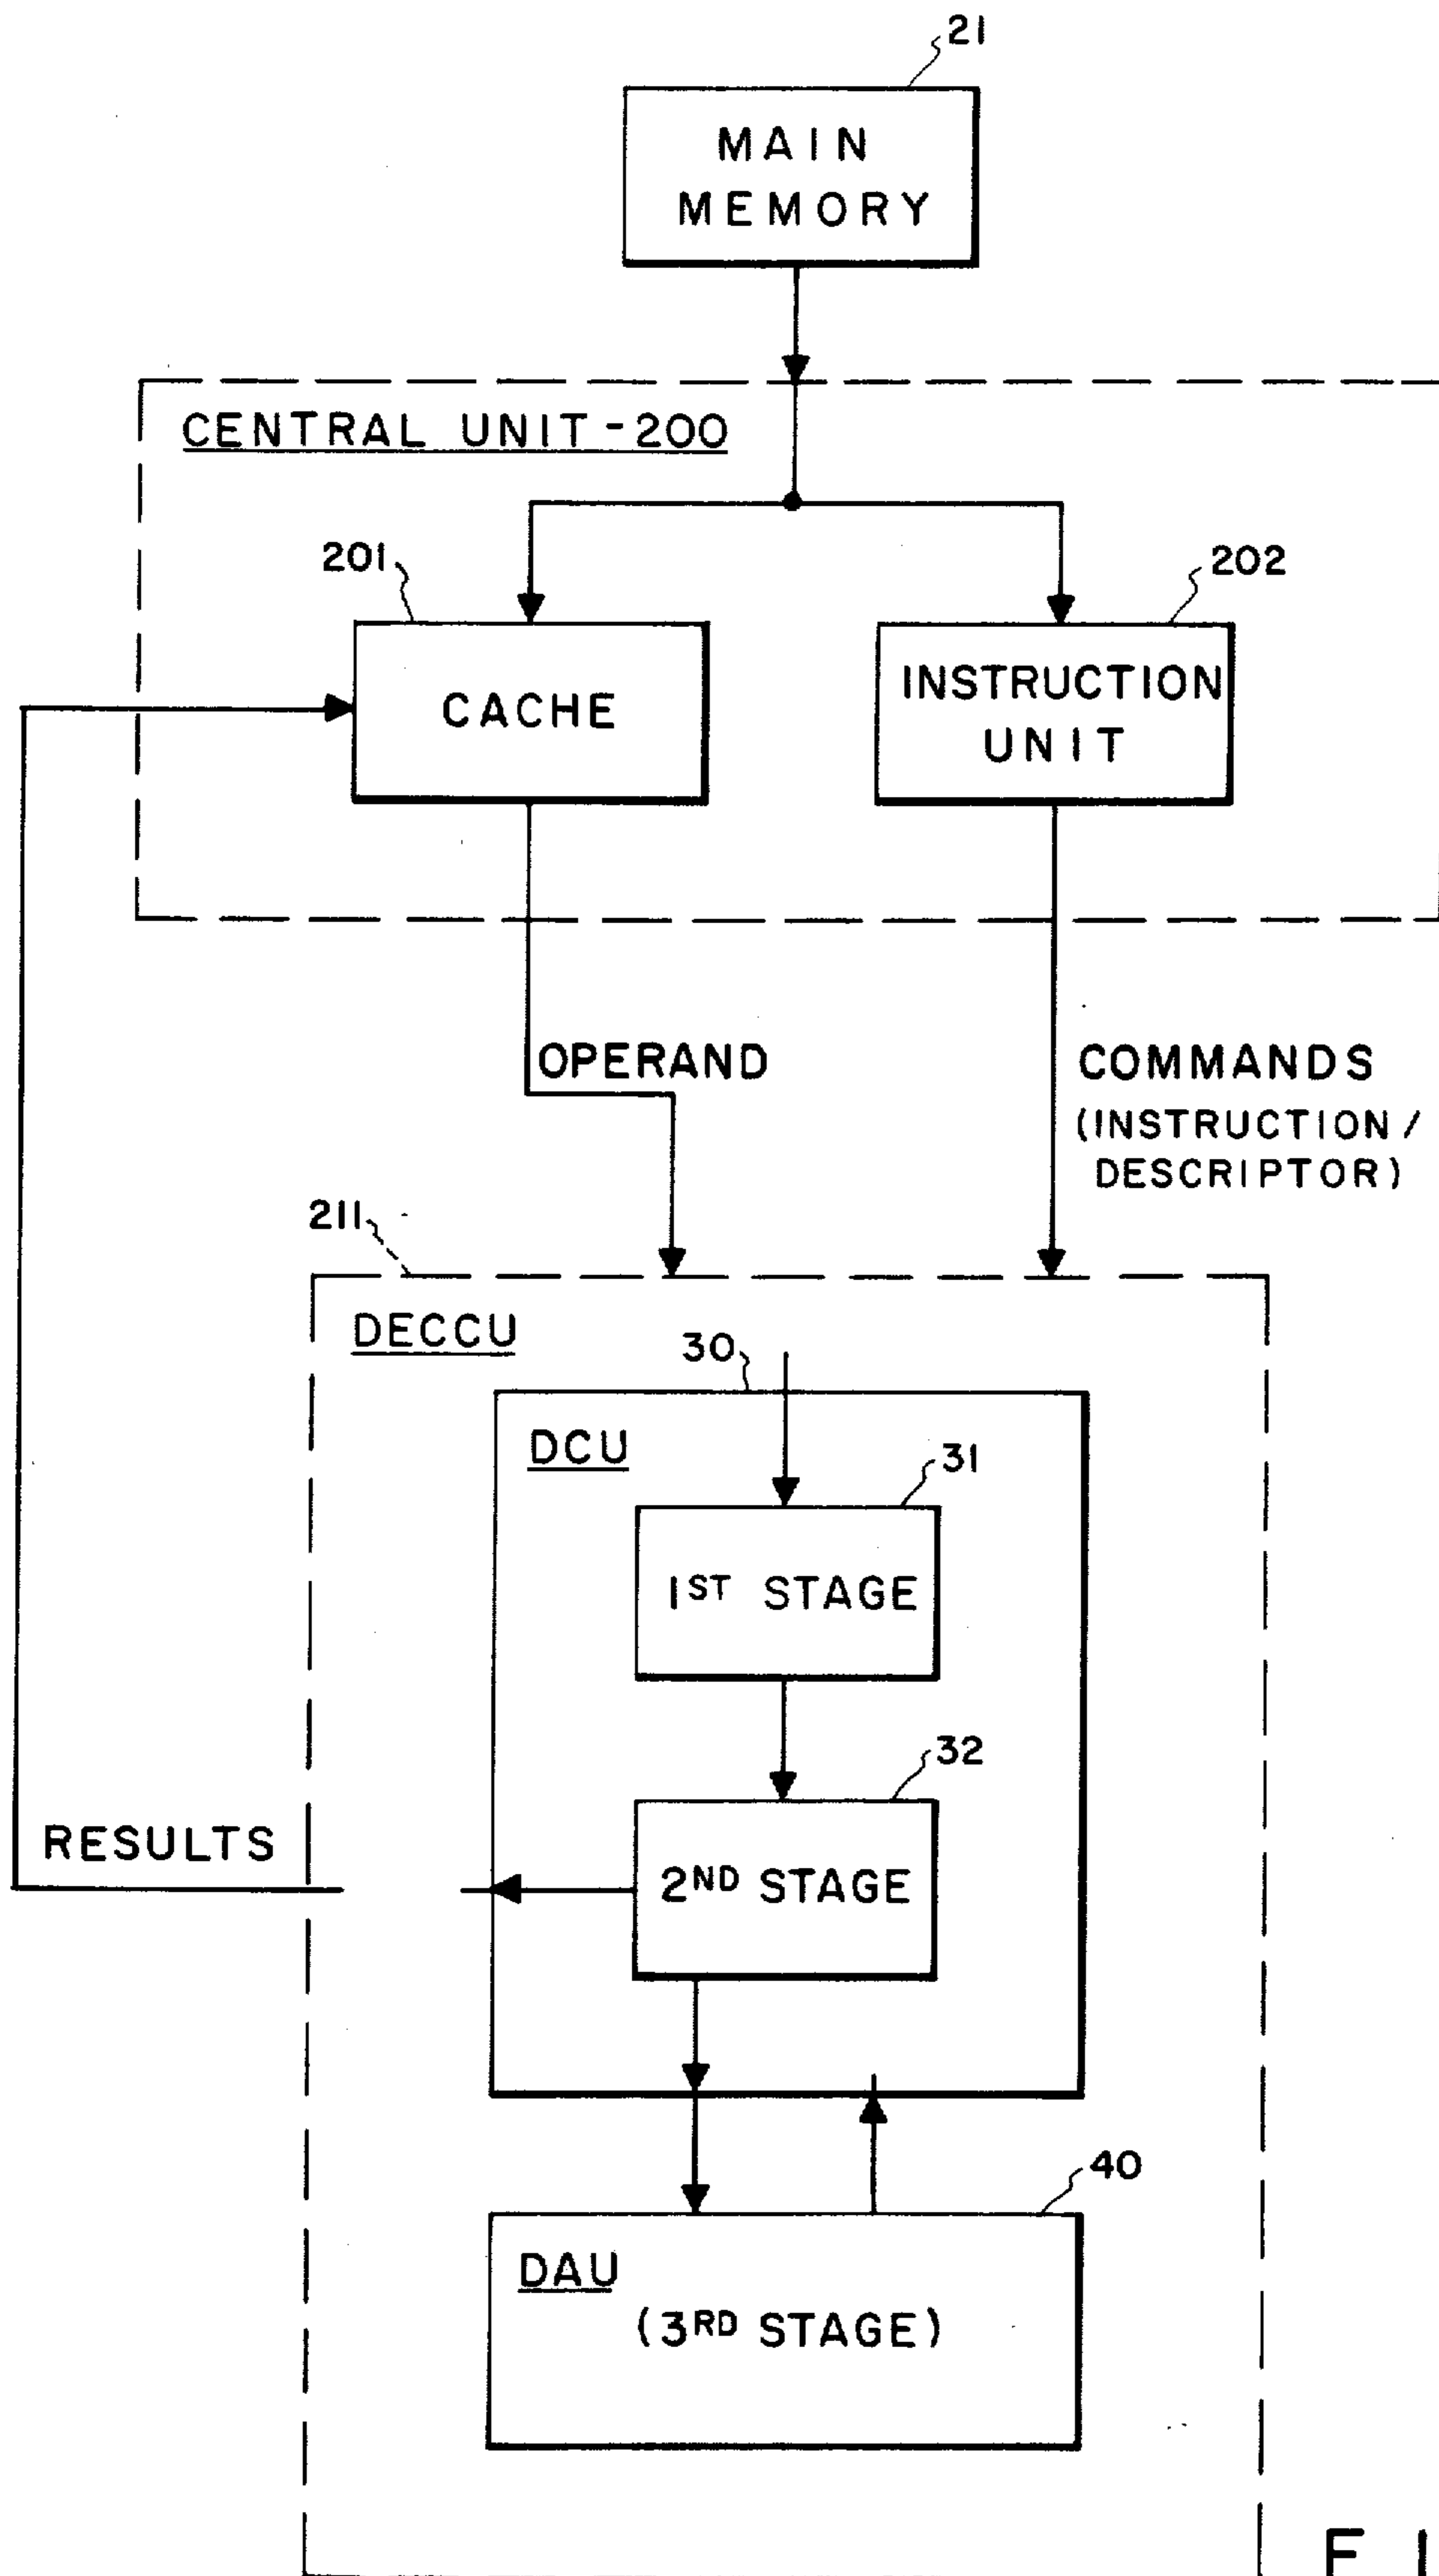 21
MAIN
MEMORY
CENTRAL UNIT-200
201
202
CACHE
INSTRUCTION
UNIT
OPERAND
COMMANDS
(INSTRUCTION/
DESCRIPTOR)
211
DECCU
30
DCU
31
1ST STAGE
32
RESULTS
2ND STAGE
40
DAU
(3RD STAGE)